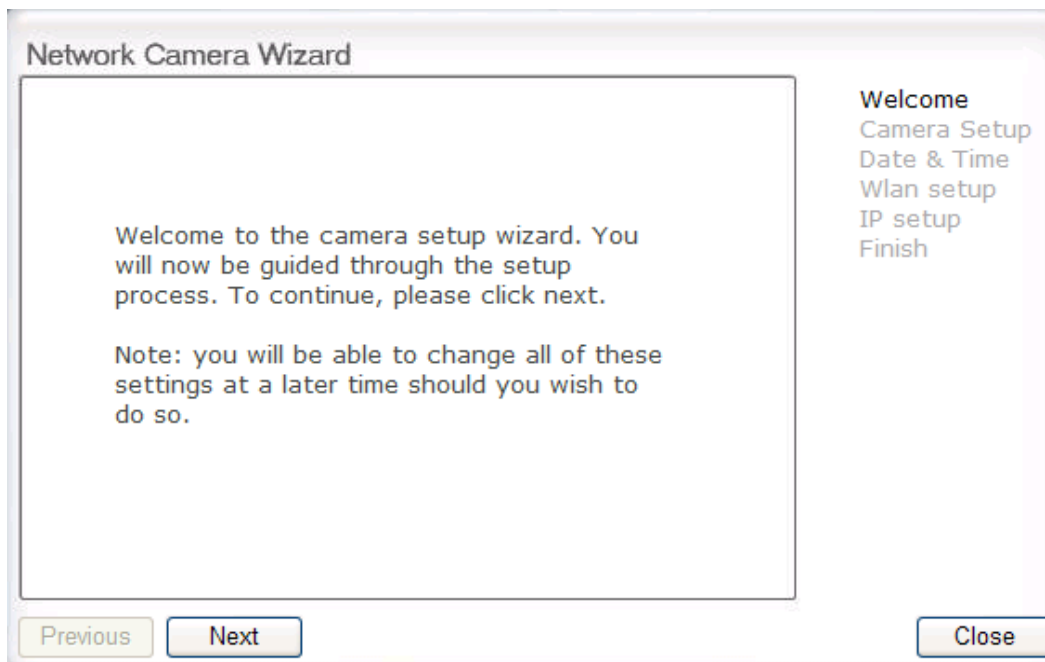 Network Camera Wizard
Welcome to the camera setup wizard. You
will now be guided through the setup
process. To continue, please click next.
Note: you will be able to change all of these
settings at a later time should you wish to
do so.
Welcome
Camera Setup
Date & Time
Wlan setup
IP setup
Finish
Previous
Next
Close